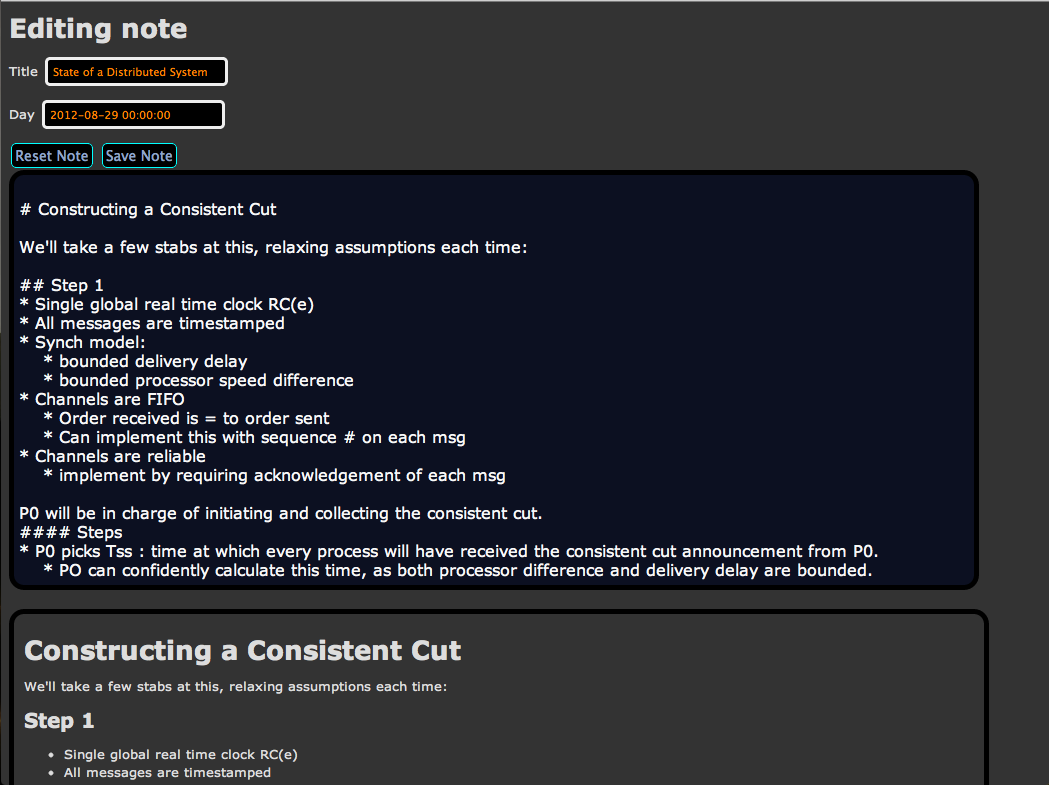 Editing note
Title State of a Distributed System
Day 2012-08-29 00:00:00
Reset Note Save Note
# Constructing a Consistent Cut
We'll take a few stabs at this, relaxing assumptions each time:
## Step 1
* Single global real time clock RC(e)
* All messages are timestamped
* Synch model:
* bounded delivery delay
* bounded processor speed difference
* Channels are FIFO
* Order received is = to order sent
* Can implement this with sequence # on each msg
* Channels are reliable
* implement by requiring acknowledgement of each msg
P0 will be in charge of initiating and collecting the consistent cut.
#### Steps
* P0 picks Tss : time at which every process will have received the consistent cut announcement from P0.
* PO can confidently calculate this time, as both processor difference and delivery delay are bounded.
Constructing a Consistent Cut
We'll take a few stabs at this, relaxing assumptions each time:
Step 1
• Single global real time clock RC(e)
• All messages are timestamped